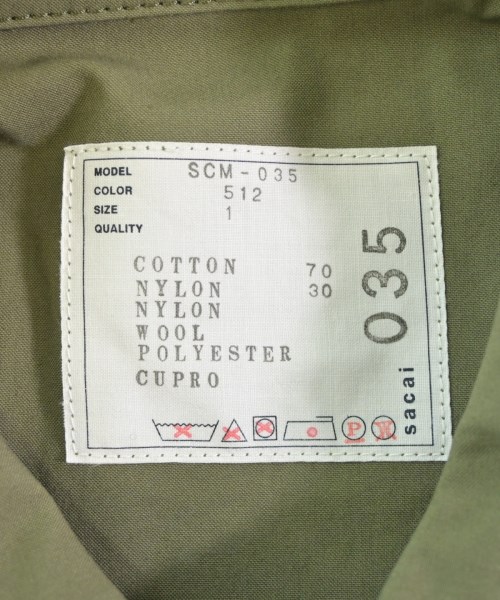 MODEL SCM-035
COLOR 512
SIZE 1
QUALITY
COTTON 70
NYLON 30
NYLON
WOOL
POLYESTER
CUPRO
P W
035
sacai